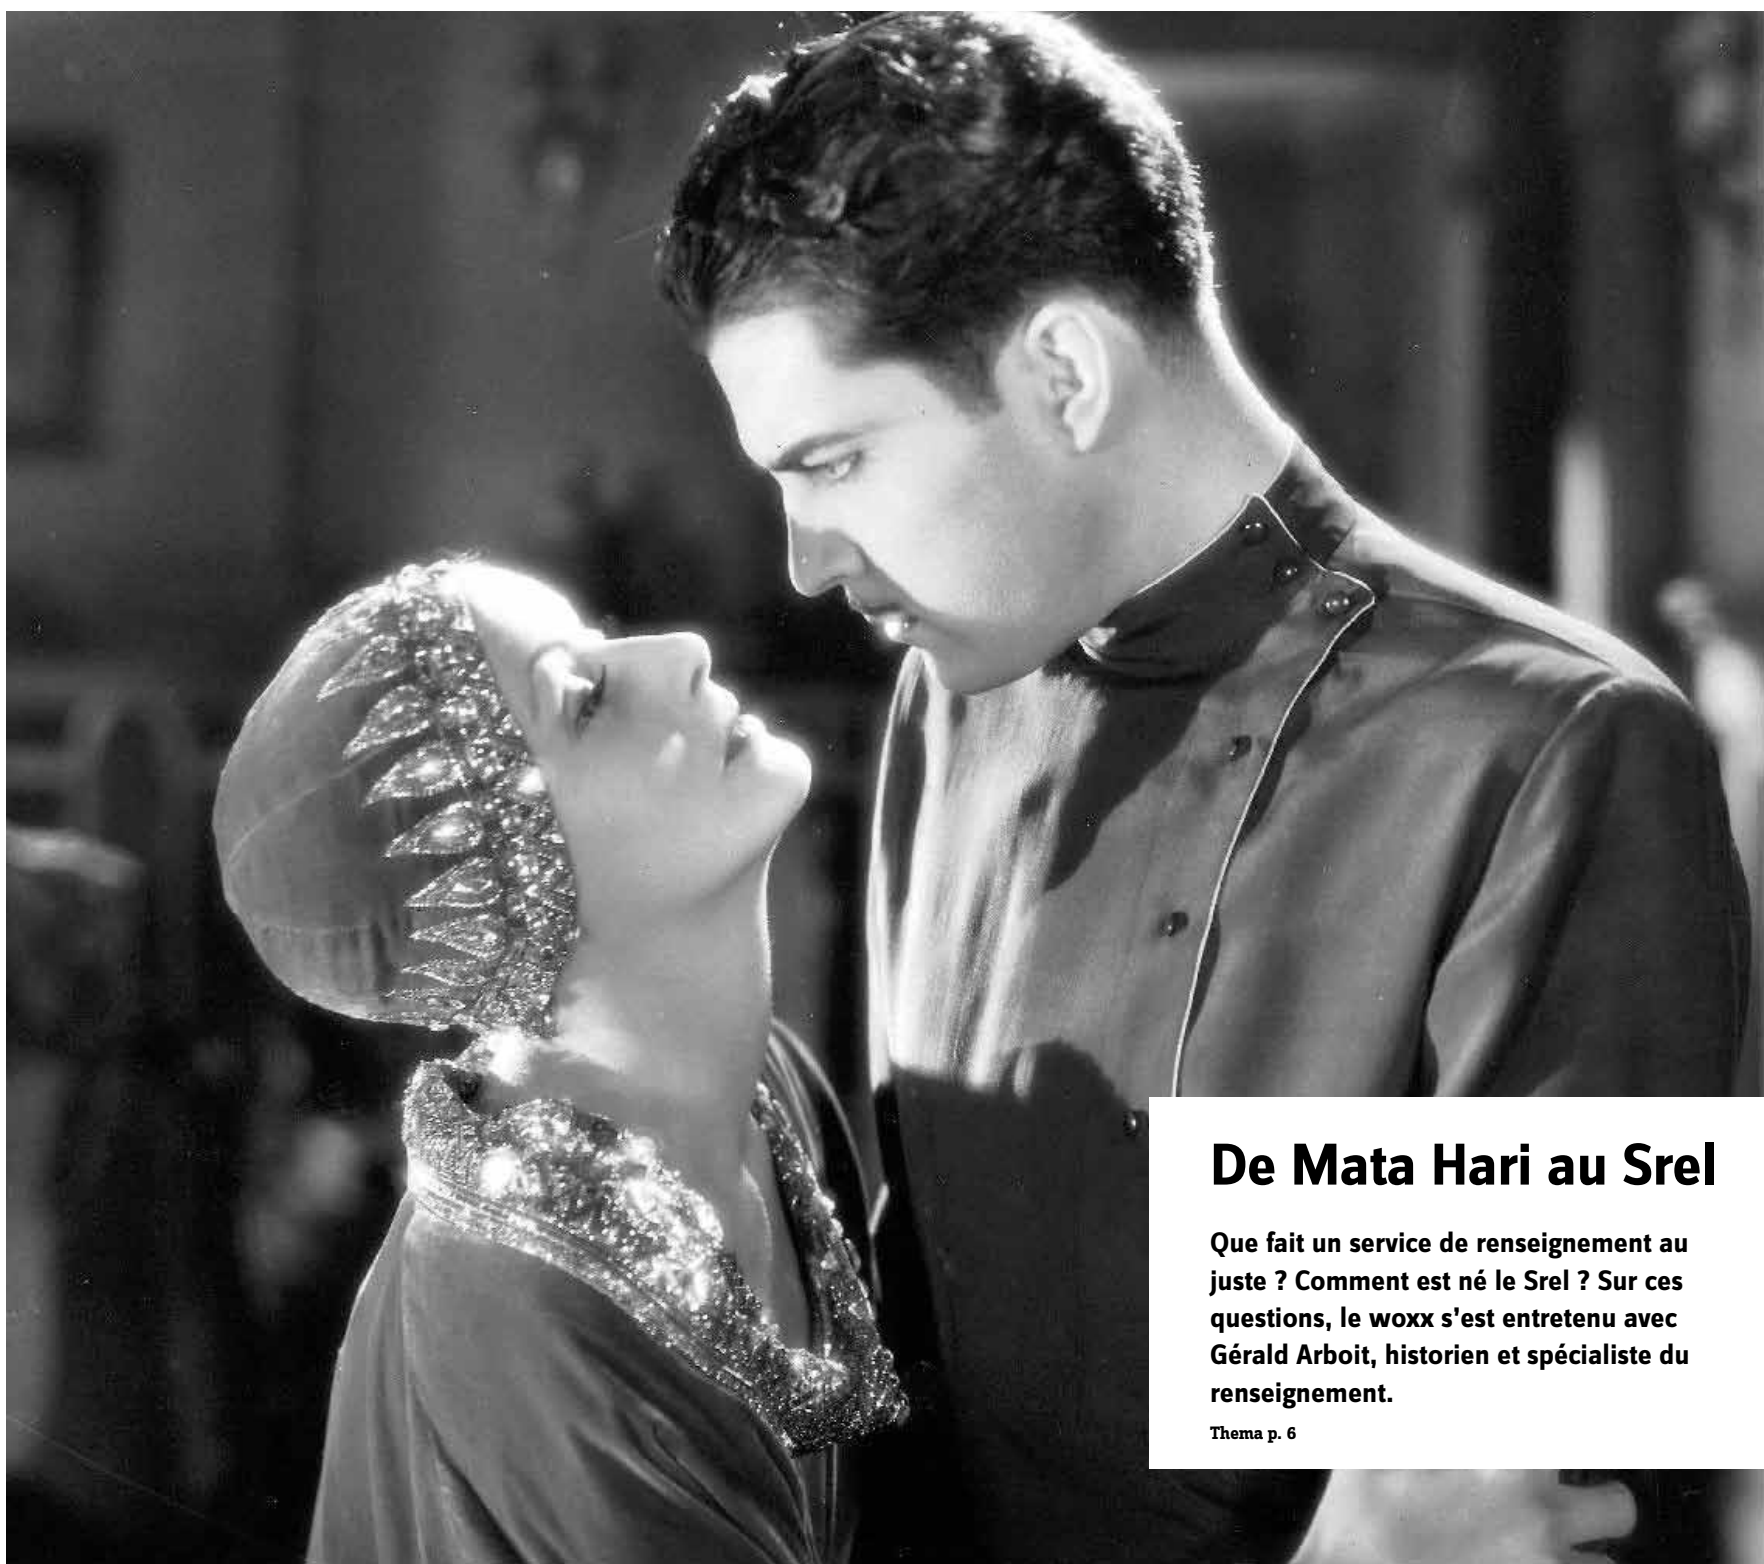 De Mata Hari au Srel
Que fait un service de renseignement au
juste ? Comment est né le Srel ? Sur ces
questions, le woxx s'est entretenu avec
Gérald Arboit, historien et spécialiste du
renseignement.
Thema p. 6